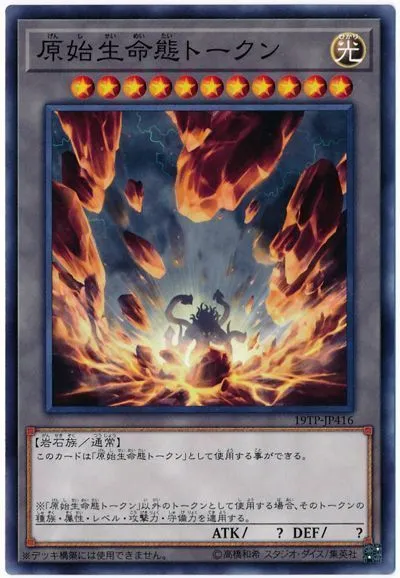 原始生命態トークン
光
19TP-JP416
【岩石族/通常】
このカードは「原始生命態トークン」として使用する事ができる。
※「原始生命態トークン」以外のトークンとして使用する場合、そのトークンの
種族・属性・レベル・攻撃力・守備力を適用する。
ATK/ ? DEF/ ?
※デッキ構築には使用できません。 ©高橋和希 スタジオ・ダイス/集英社